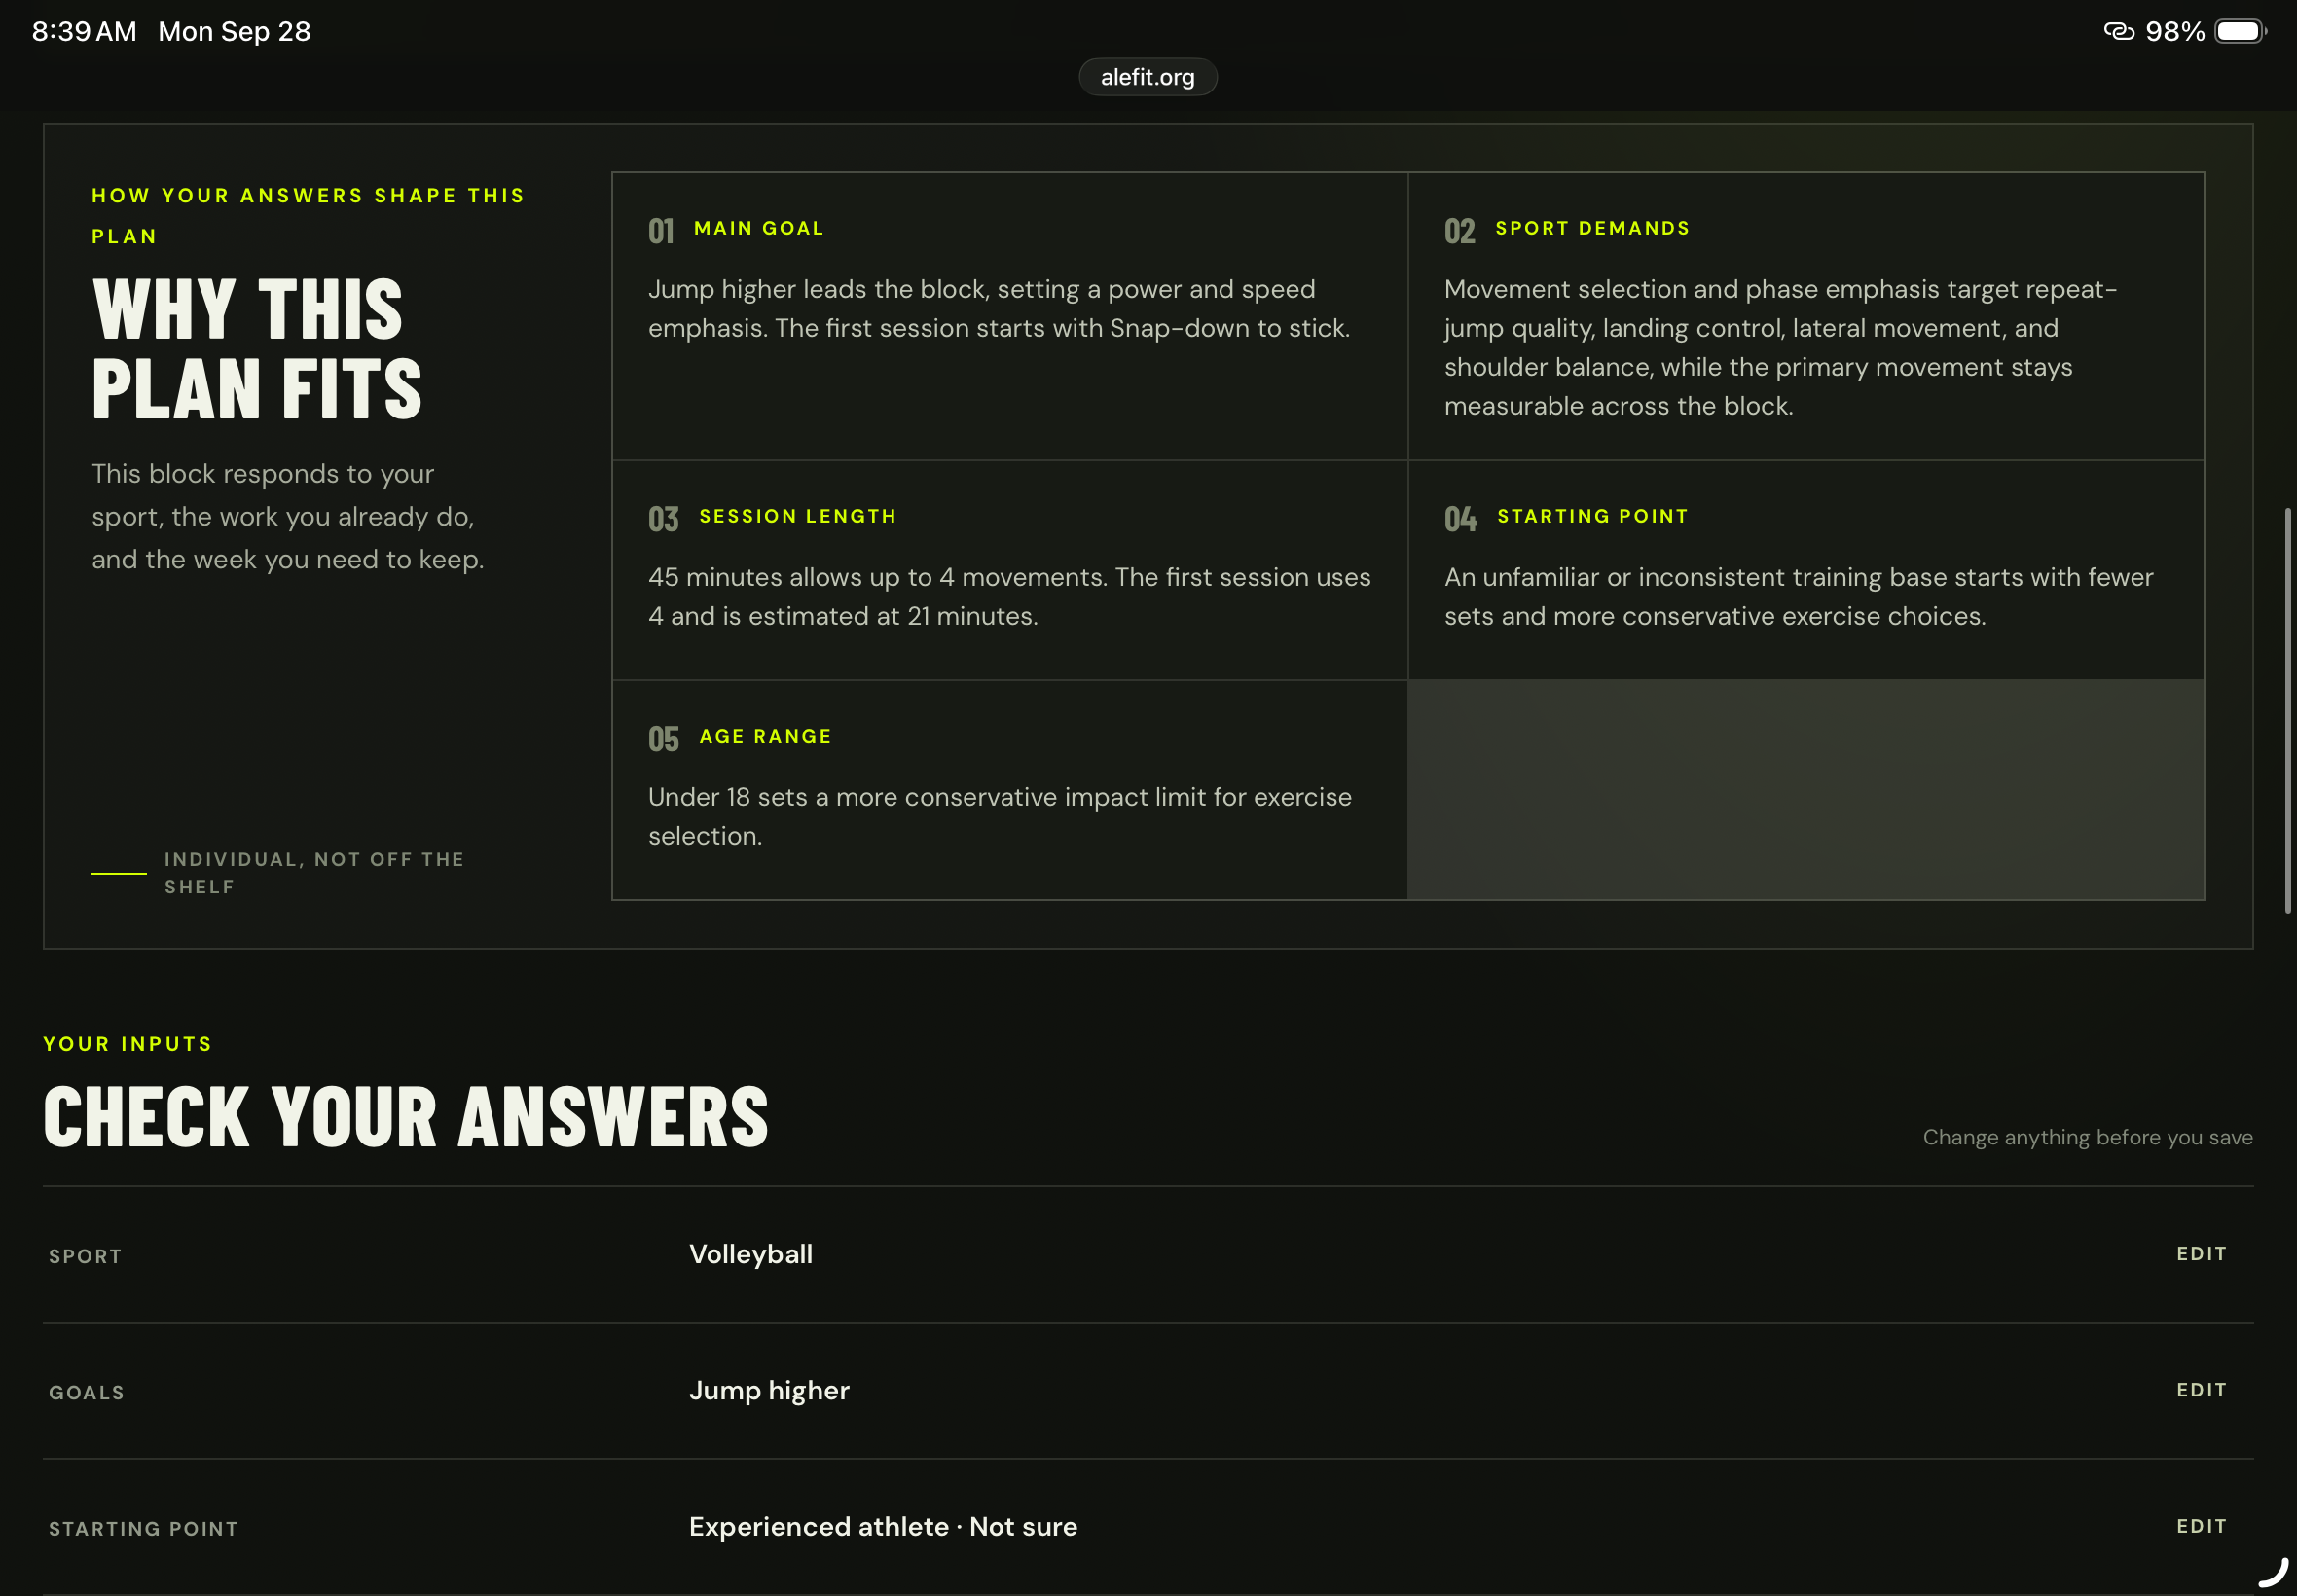 8:39 AM Mon Sep 28
98%
alefit.org
HOW YOUR ANSWERS SHAPE THIS
PLAN
WHY THIS
PLAN FITS
This block responds to your
sport, the work you already do,
and the week you need to keep.
INDIVIDUAL, NOT OFF THE
SHELF
01 MAIN GOAL
Jump higher leads the block, setting a power and speed
emphasis. The first session starts with Snap-down to stick.
02 SPORT DEMANDS
Movement selection and phase emphasis target repeat-
jump quality, landing control, lateral movement, and
shoulder balance, while the primary movement stays
measurable across the block.
03 SESSION LENGTH
45 minutes allows up to 4 movements. The first session uses
4 and is estimated at 21 minutes.
04 STARTING POINT
An unfamiliar or inconsistent training base starts with fewer
sets and more conservative exercise choices.
05 AGE RANGE
Under 18 sets a more conservative impact limit for exercise
selection.
YOUR INPUTS
CHECK YOUR ANSWERS
Change anything before you save
SPORT Volleyball EDIT
GOALS Jump higher EDIT
STARTING POINT Experienced athlete · Not sure EDIT